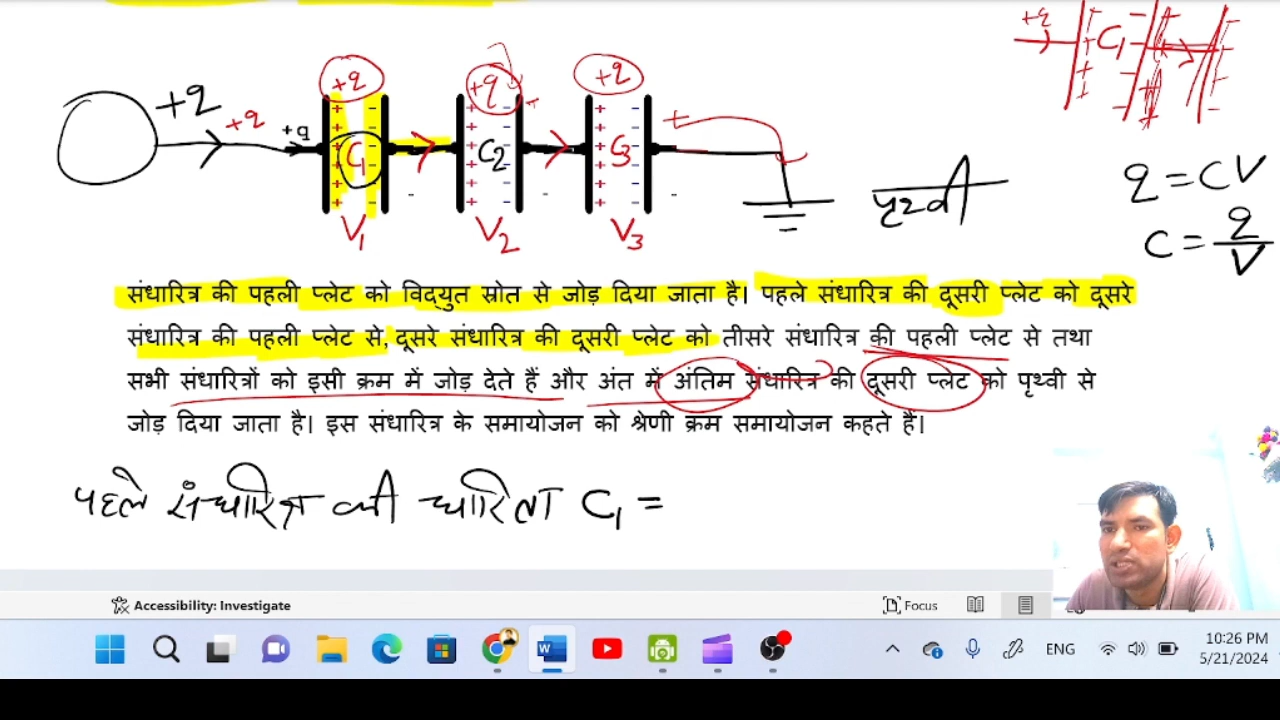 +q
+q
+q
+q
+q
+q
+q
C1
C2
C3
C1
q = CV
C = q/V
पृथ्वी
V1
V2
V3
संधारित्र की पहली प्लेट को विद्युत स्रोत से जोड़ दिया जाता है। पहले संधारित्र की दूसरी प्लेट को दूसरे
संधारित्र की पहली प्लेट से, दूसरे संधारित्र की दूसरी प्लेट को तीसरे संधारित्र की पहली प्लेट से तथा
सभी संधारित्रों को इसी क्रम में जोड़ देते हैं और अंत में अंतिम संधारित्र की दूसरी प्लेट को पृथ्वी से
जोड़ दिया जाता है। इस संधारित्र के समायोजन को श्रेणी क्रम समायोजन कहते हैं।
पहले संधारित्र की धारिता C1 =
Accessibility: Investigate
Focus
ENG
10:26 PM
5/21/2024